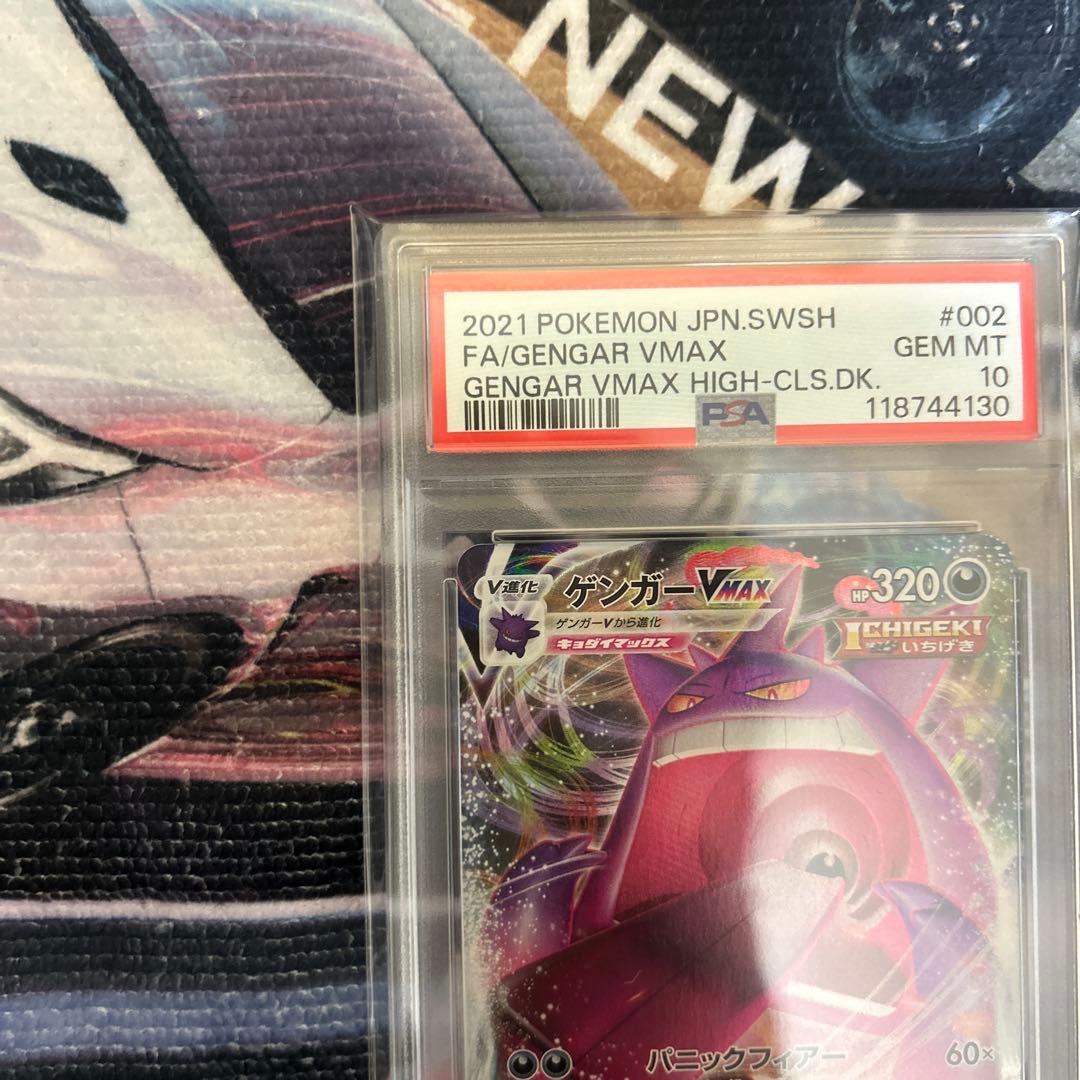 NEW
2021 POKEMON JPN.SWSH #002
FA/GENGAR VMAX GEM MT
GENGAR VMAX HIGH-CLS.DK. 10
PSA 118744130
V進化 ゲンガーVMAX HP320
ゲンガーVから進化
キョダイマックス
ICHIGEKI
いちげき
パニックフィアー 60×